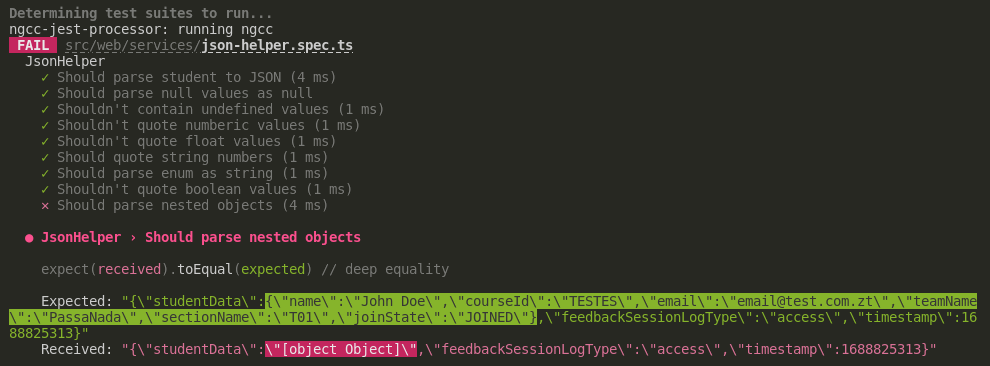 Determining test suites to run...
ngcc-jest-processor: running ngcc
FAIL src/web/services/json-helper.spec.ts
JsonHelper
✓ Should parse student to JSON (4 ms)
✓ Should parse null values as null
✓ Shouldn't contain undefined values (1 ms)
✓ Shouldn't quote numberic values (1 ms)
✓ Shouldn't quote float values (1 ms)
✓ Should quote string numbers (1 ms)
✓ Should parse enum as string (1 ms)
✓ Shouldn't quote boolean values (1 ms)
✕ Should parse nested objects (4 ms)
● JsonHelper › Should parse nested objects
expect(received).toEqual(expected) // deep equality
Expected: "{\"studentData\":{\"name\":\"John Doe\",\"courseId\":\"TESTES\",\"email\":\"email@test.com.zt\",\"teamName
\":\"PassaNada\",\"sectionName\":\"T01\",\"joinState\":\"JOINED\"},\"feedbackSessionLogType\":\"access\",\"timestamp\":16
88825313}"
Received: "{\"studentData\":\"[object Object]\",\"feedbackSessionLogType\":\"access\",\"timestamp\":1688825313}"